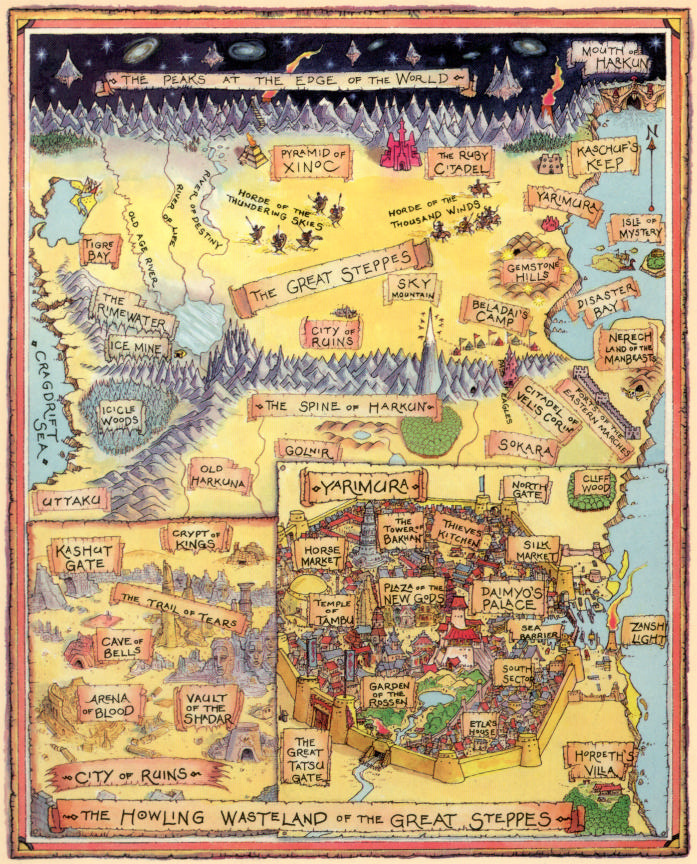 MOUTH OF
HARKUN
THE PEAKS AT THE EDGE OF THE WORLD
N
PYRAMID OF
XINOC
THE RUBY
CITADEL
KASCHUF'S
KEEP
RIVER OF DESTINY
RIVER OF LIFE
OLD AGE RIVER
HORDE OF THE
THUNDERING SKIES
HORDE OF THE
THOUSAND WINDS
YARIMURA
ISLE OF
MYSTERY
TIGRE
BAY
THE GREAT STEPPES
GEMSTONE
HILLS
SKY
MOUNTAIN
DISASTER
BAY
THE
RIMEWATER
BELADAI'S
CAMP
CITY OF
RUINS
ICE MINE
NERECH
LAND OF THE
MANBEASTS
CRAGDRIFT
SEA
ICICLE
WOODS
THE SPINE OF HARKUN
PASS OF EAGLES
CITADEL OF
VELIS CORIN
FORTS OF THE
EASTERN MARCHES
GOLNIR
SOKARA
OLD
HARKUNA
UTTAKU
YARIMURA
NORTH
GATE
CLIFF
WOOD
KASHUT
GATE
CRYPT OF
KINGS
THE TRAIL OF TEARS
CAVE OF
BELLS
ARENA
OF BLOOD
VAULT
OF THE
SHADAR
CITY OF RUINS
THE TOWER OF
BAKHAN
THIEVES
KITCHEN
HORSE
MARKET
SILK
MARKET
TEMPLE
OF
TAMBU
PLAZA OF THE
NEW GODS
DAIMYO'S
PALACE
SEA
BARRIER
ZANSHI
LIGHT
SOUTH
SECTOR
GARDEN
OF THE
ROSSEN
ETLA'S
HOUSE
THE
GREAT
TATSU
GATE
HORDETH'S
VILLA
THE HOWLING WASTELAND OF THE GREAT STEPPES